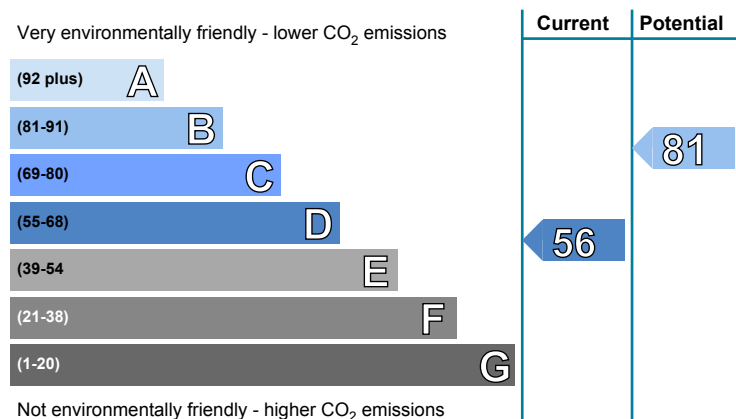 Very environmentally friendly - lower CO₂ emissions
Current
Potential
(92 plus) A
(81-91) B
(69-80) C
(55-68) D
(39-54 E
(21-38) F
(1-20) G
56
81
Not environmentally friendly - higher CO₂ emissions